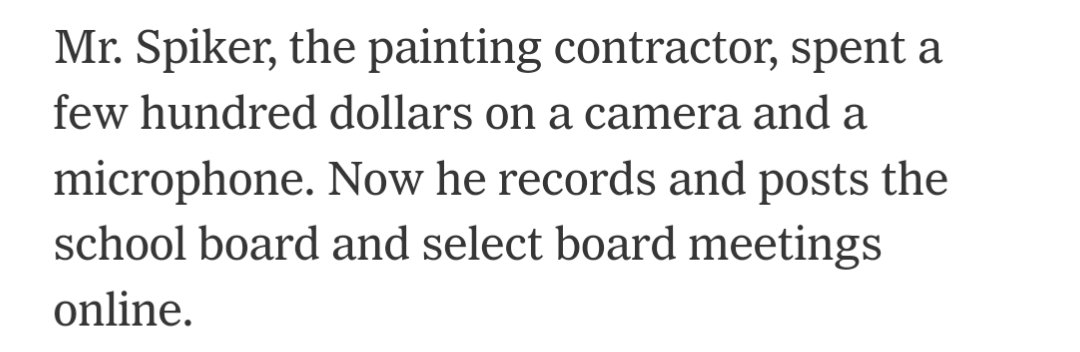 Mr. Spiker, the painting contractor, spent a
few hundred dollars on a camera and a
microphone. Now he records and posts the
school board and select board meetings
online.